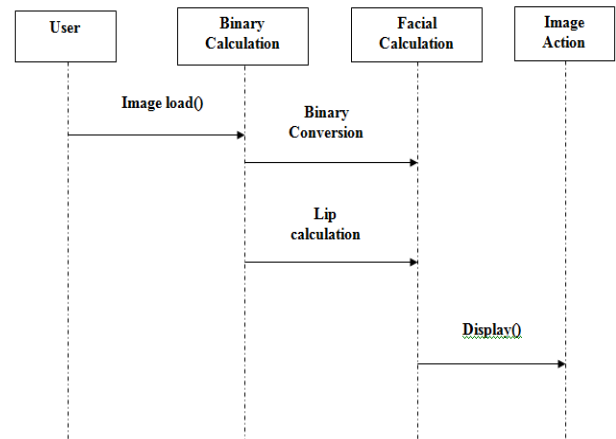 User
Binary
Calculation
Facial
Calculation
Image
Action
Image load()
Binary
Conversion
Lip
calculation
Display()